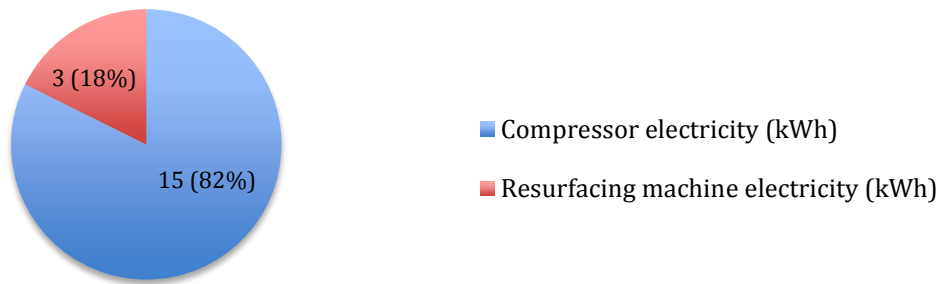 3 (18%)
15 (82%)
Compressor electricity (kWh)
Resurfacing machine electricity (kWh)